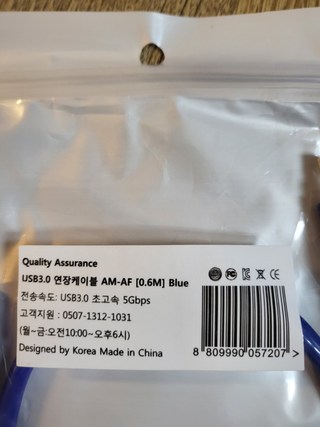 Quality Assurance
USB3.0 연장케이블 AM-AF [0.6M] Blue
전송속도: USB3.0 초고속 5Gbps
고객지원 : 0507-1312-1031
(월~금:오전10:00~오후6시)
Designed by Korea Made in China
8 809990 057207 >